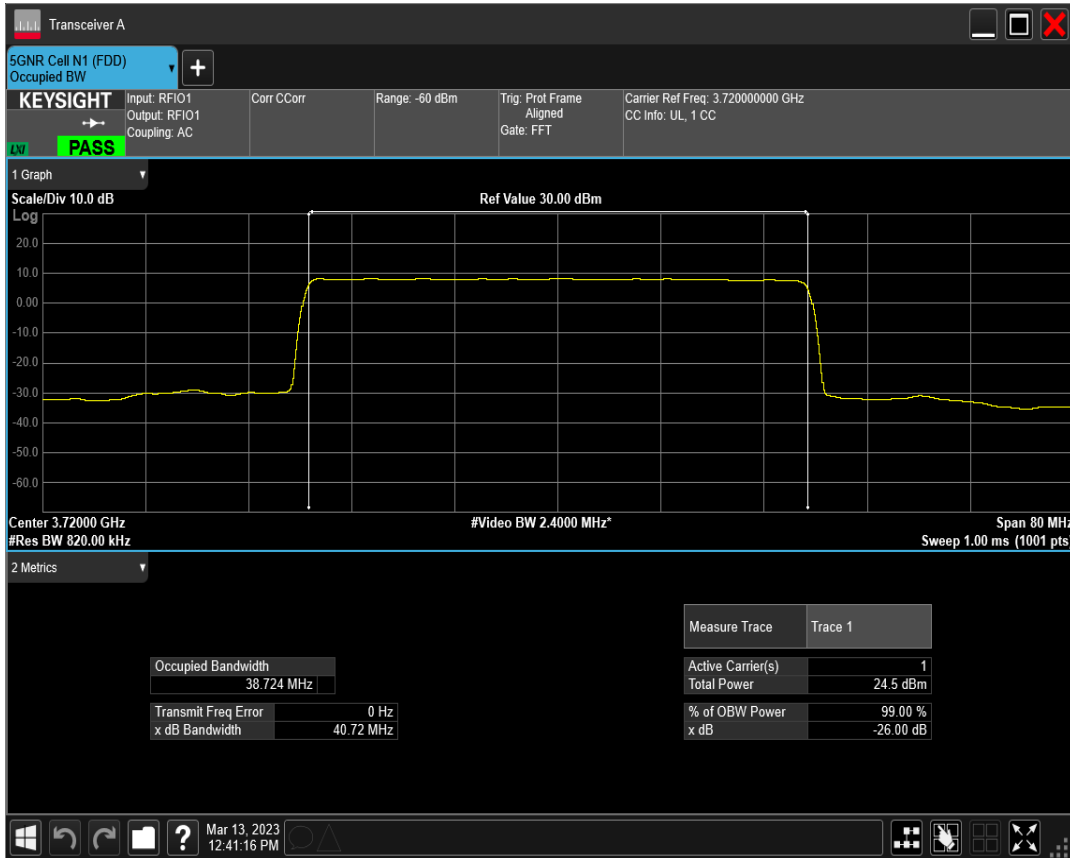 Transceiver A
5GNR Cell N1 (FDD)
Occupied BW
+
KEYSIGHT
LXI
PASS
Input: RFIO1
Output: RFIO1
Coupling: AC
Corr CCorr
Range: -60 dBm
Trig: Prot Frame
Aligned
Gate: FFT
Carrier Ref Freq: 3.720000000 GHz
CC Info: UL, 1 CC
1 Graph
Scale/Div 10.0 dB
Ref Value 30.00 dBm
Log
20.0
10.0
0.00
-10.0
-20.0
-30.0
-40.0
-50.0
-60.0
Center 3.72000 GHz
#Video BW 2.4000 MHz*
Span 80 MHz
#Res BW 820.00 kHz
Sweep 1.00 ms (1001 pts)
2 Metrics
Measure Trace Trace 1
Occupied Bandwidth
38.724 MHz
Active Carrier(s) 1
Total Power 24.5 dBm
Transmit Freq Error 0 Hz
x dB Bandwidth 40.72 MHz
% of OBW Power 99.00 %
x dB -26.00 dB
?
Mar 13, 2023
12:41:16 PM